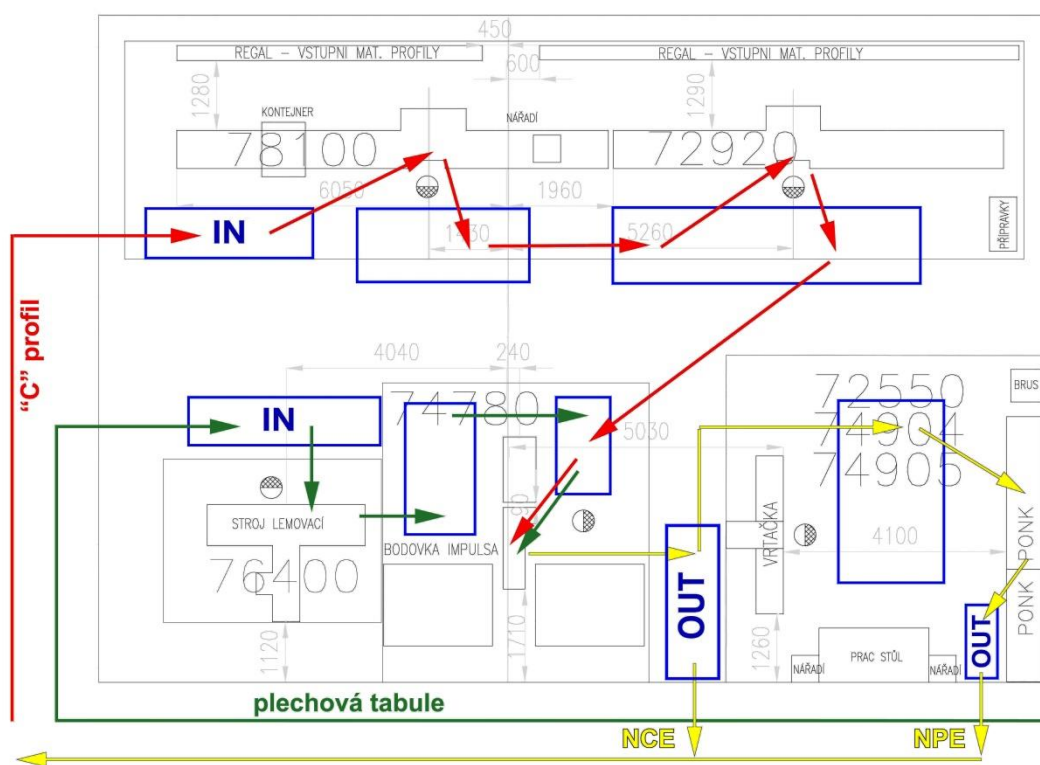 450
REGÁL – VSTUPNI MAT. PROFILY
REGAL – VSTUPNI MAT. PROFILY
600
1280
1290
KONTEJNER
NÁŘADÍ
78100
72920
6050
1960
IN
1430
5260
PŘÍPRAVKY
"C" profil
4040
240
72550
74904
74905
BRUS
74780
IN
5030
STROJ LEMOVACÍ
BODOVKA IMPULSA
VRTAČKA
4100
PONK
PONK
76400
OUT
OUT
1120
1710
1260
NÁŘADÍ
PRAC STŮL
NÁŘADÍ
plechová tabule
NCE
NPE